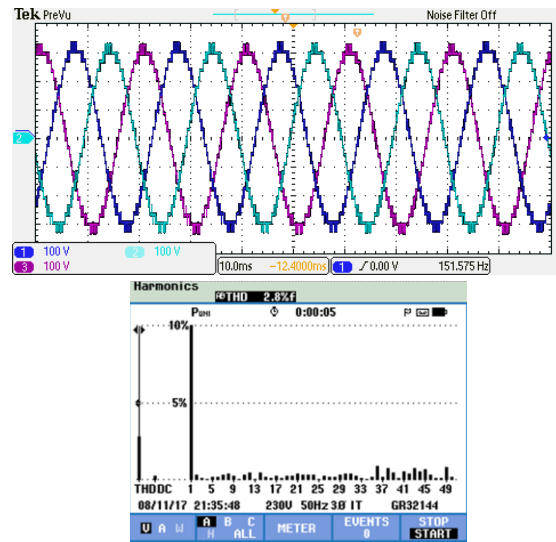 Tek PreVu Noise Filter Off
2
1 100 V 2 100 V
3 100 V
10.0ms -12.4000ms 1 0.00 V 151.575 Hz
Harmonics
THD 2.8%f
PUNI 0:00:05
10%
5%
THDDC 1 5 9 13 17 21 25 29 33 37 41 45 49
08/11/17 21:35:48 230V 50Hz 3Ø IT GR32144
V A W A B C METER EVENTS STOP
N ALL 0 START